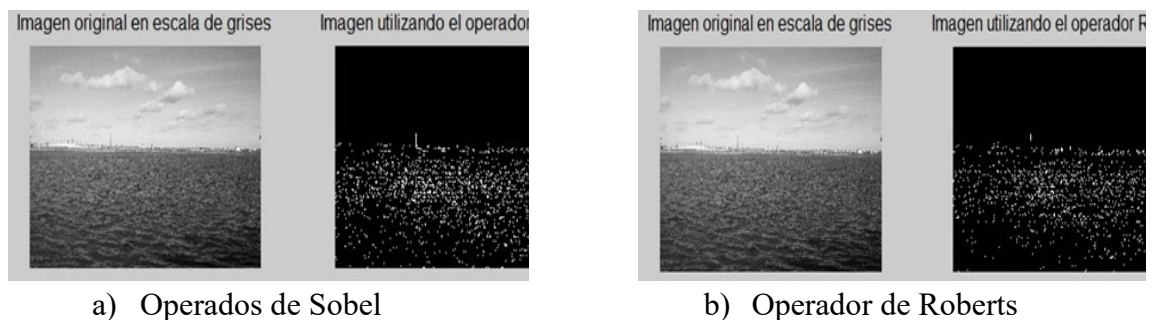 Imagen original en escala de grises
Imagen utilizando el operador
Imagen original en escala de grises
Imagen utilizando el operador R
a) Operados de Sobel
b) Operador de Roberts